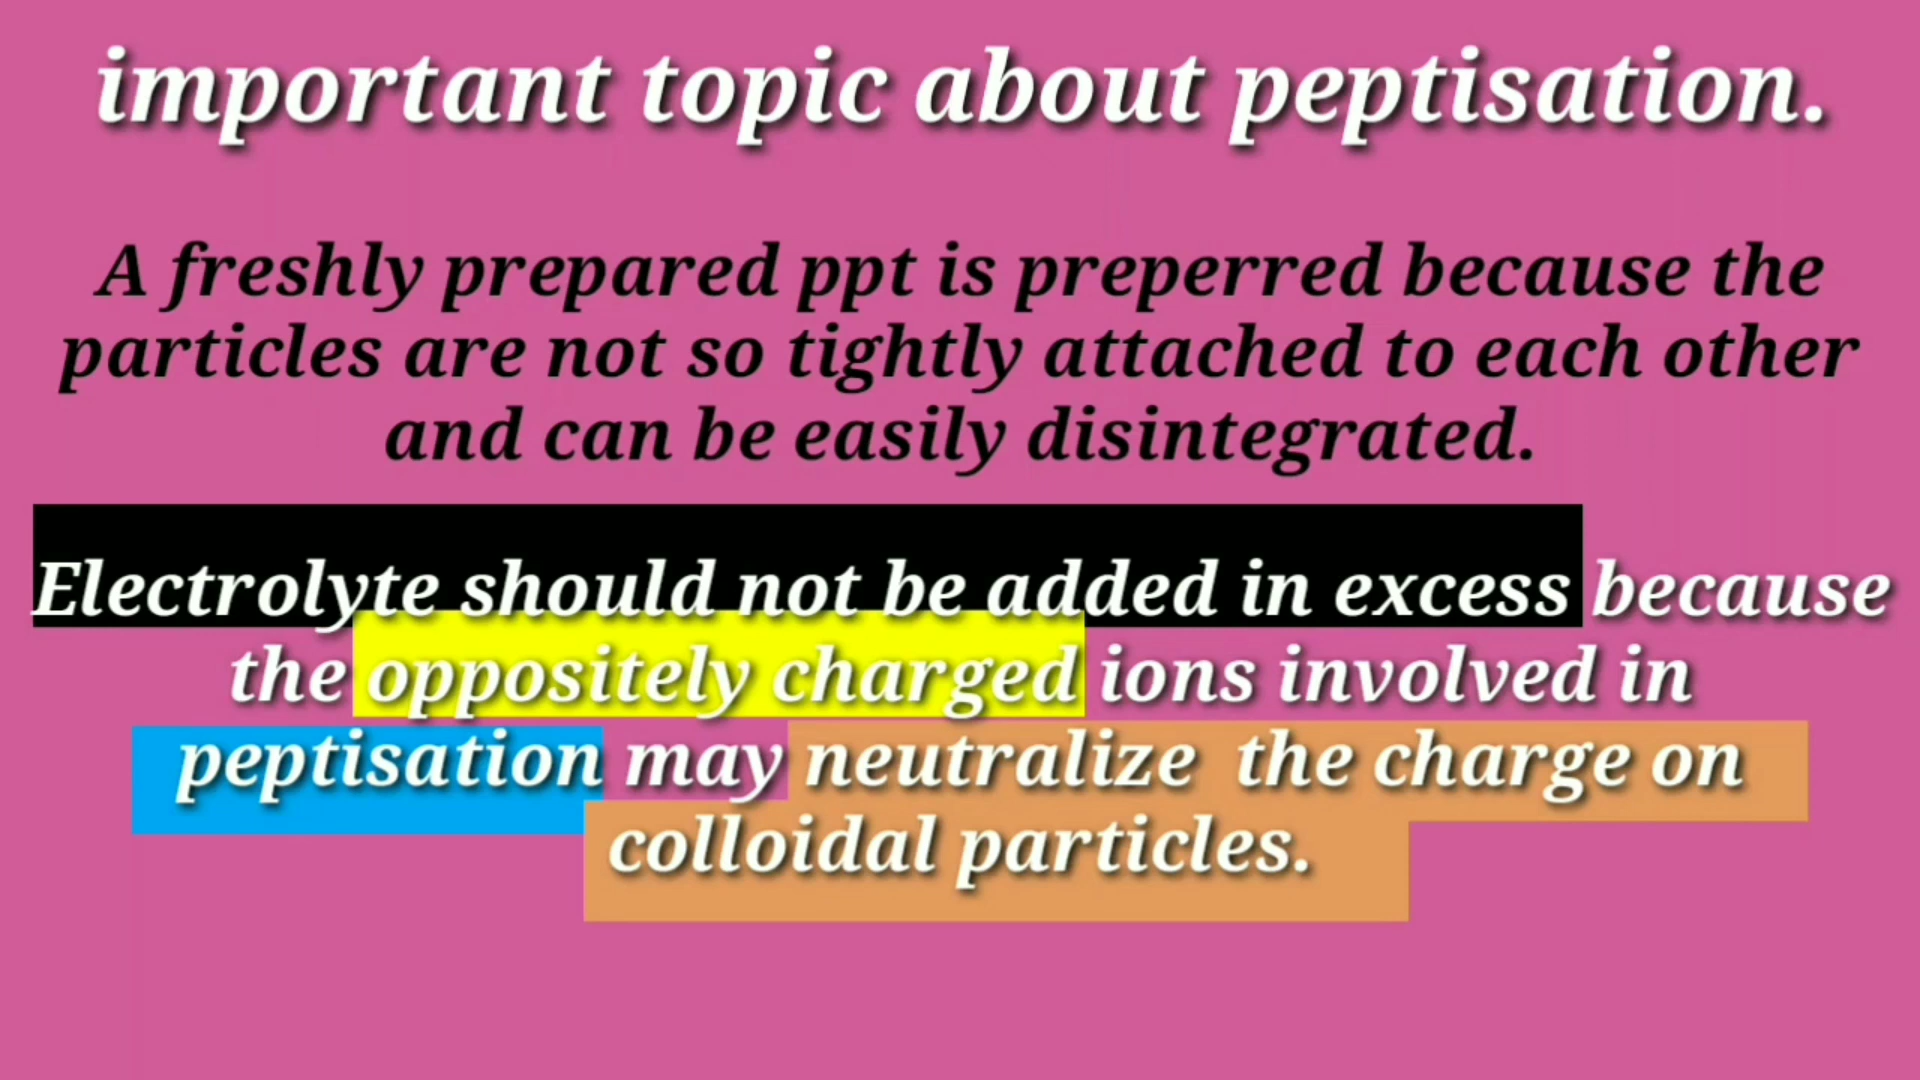 important topic about peptisation.
A freshly prepared ppt is preperred because the
particles are not so tightly attached to each other
and can be easily disintegrated.
Electrolyte should not be added in excess because
the oppositely charged ions involved in
peptisation may neutralize the charge on
colloidal particles.